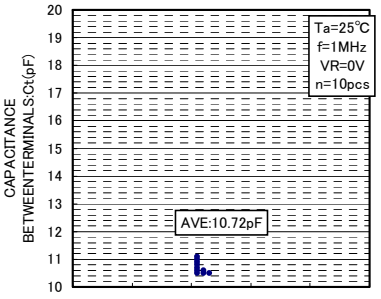 CAPACITANCE
BETWEENTERMINALS:Ct(pF)
20
19
18
17
16
15
14
13
12
11
10
Ta=25°C
f=1MHz
VR=0V
n=10pcs
AVE:10.72pF